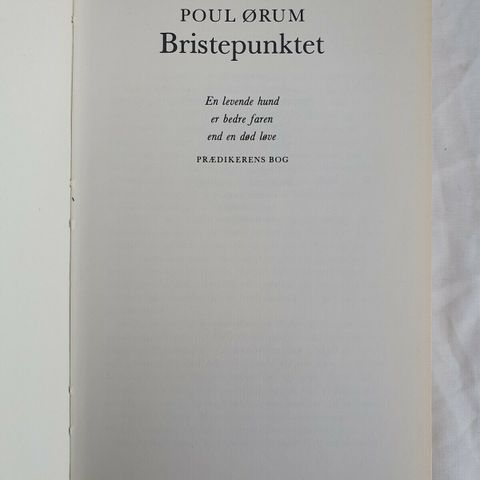 POUL ØRUM
Bristepunktet
En levende hund
er bedre faren
end en død løve
PRÆDIKERENS BOG